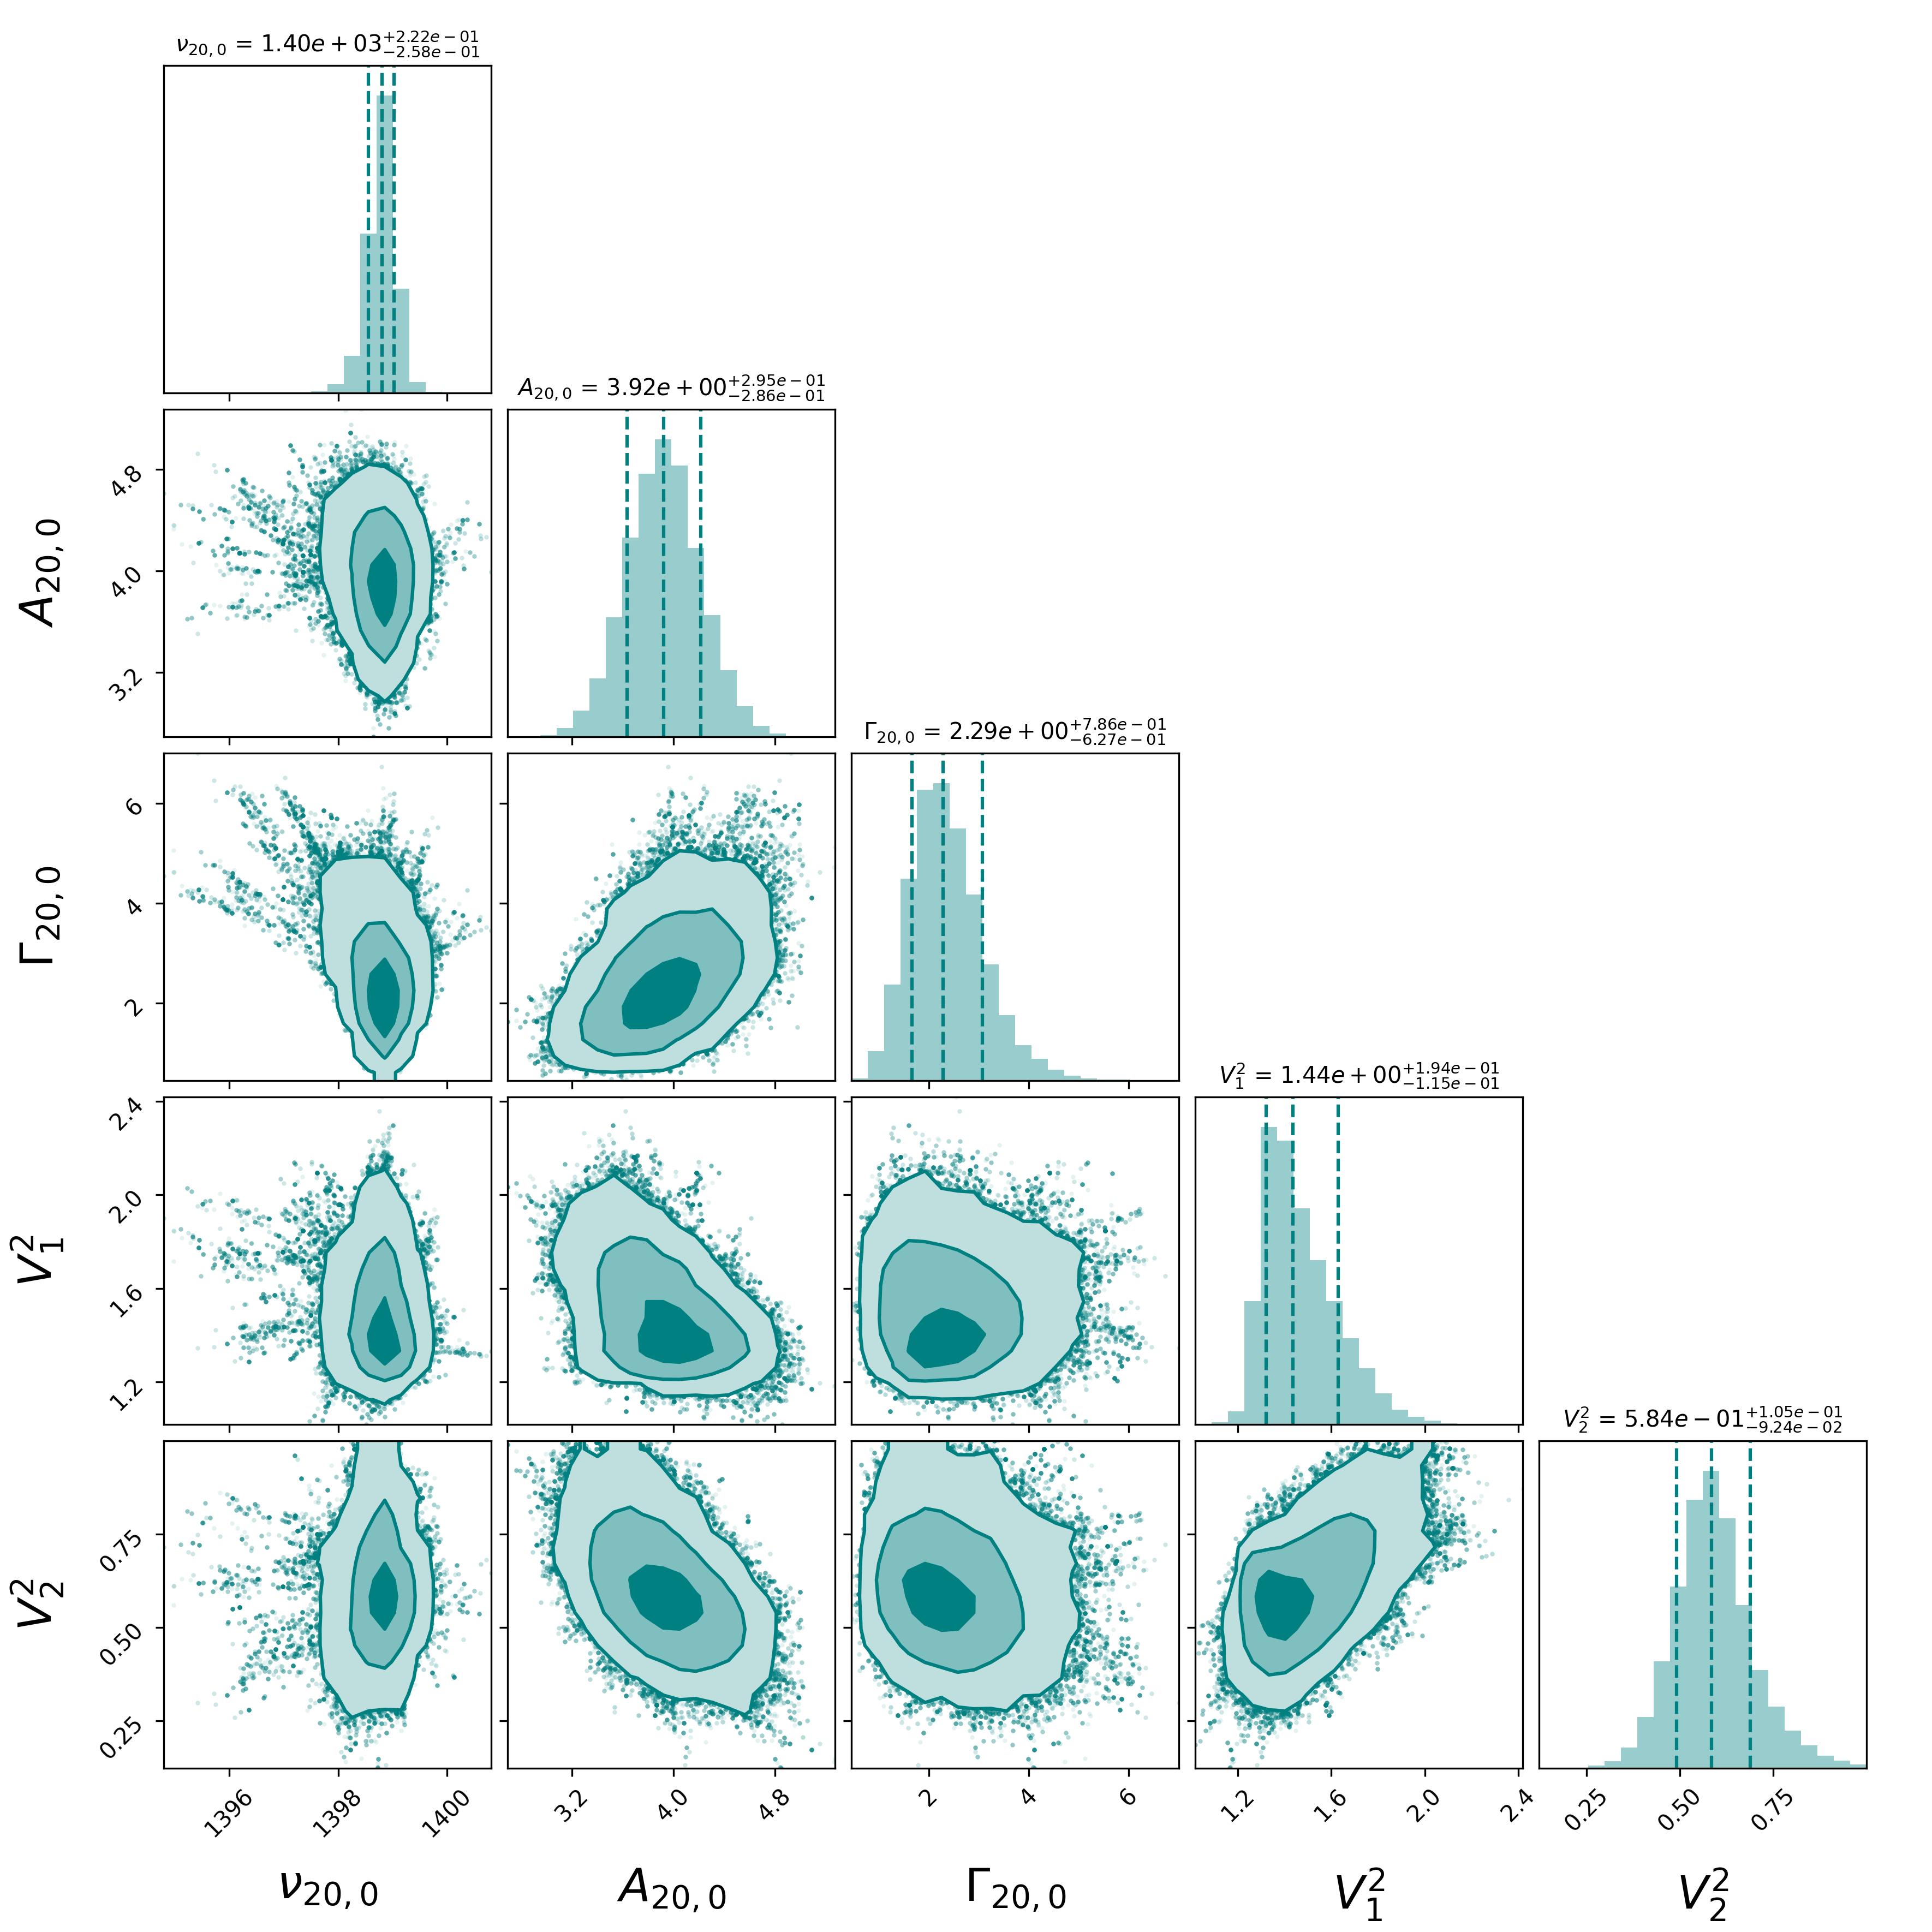 ν20,0 = 1.40e + 03 +2.22e−01 −2.58e−01
A20,0 = 3.92e + 00 +2.95e−01 −2.86e−01
4.8
4.0
3.2
A20,0
Γ20,0 = 2.29e + 00 +7.86e−01 −6.27e−01
6
4
2
Γ20,0
V₁² = 1.44e + 00 +1.94e−01 −1.15e−01
2.4
2.0
1.6
1.2
V₁²
V₂² = 5.84e − 01 +1.05e−01 −9.24e−02
0.75
0.50
0.25
V₂²
1396 1398 1400 3.2 4.0 4.8 2 4 6 1.2 1.6 2.0 2.4 0.25 0.50 0.75
ν20,0 A20,0 Γ20,0 V₁² V₂²